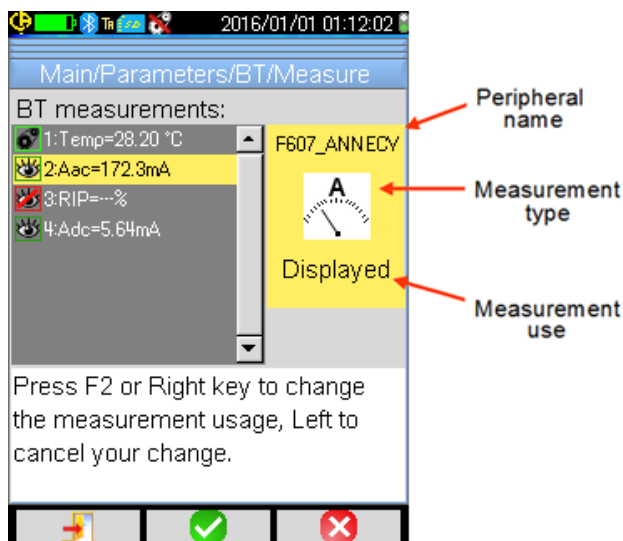 TR 2016/01/01 01:12:02
Main/Parameters/BT/Measure
BT measurements:
1:Temp=28.20 °C
2:Aac=172.3mA
3:RIP=---%
4:Adc=5.64mA
F607_ANNECY
A
Displayed
Press F2 or Right key to change
the measurement usage, Left to
cancel your change.
Peripheral
name
Measurement
type
Measurement
use